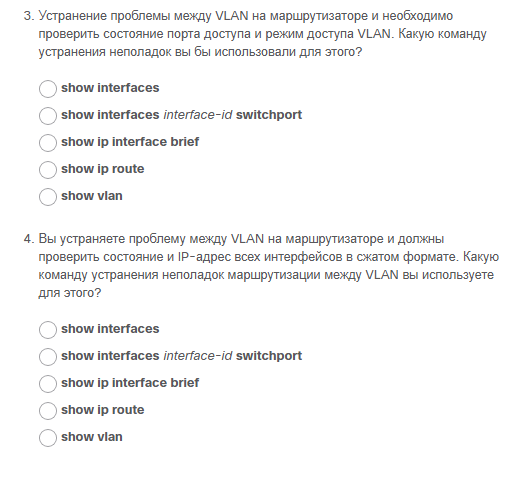 3. Устранение проблемы между VLAN на маршрутизаторе и необходимо
проверить состояние порта доступа и режим доступа VLAN. Какую команду
устранения неполадок вы бы использовали для этого?
show interfaces
show interfaces interface-id switchport
show ip interface brief
show ip route
show vlan
4. Вы устраняете проблему между VLAN на маршрутизаторе и должны
проверить состояние и IP-адрес всех интерфейсов в сжатом формате. Какую
команду устранения неполадок маршрутизации между VLAN вы используете
для этого?
show interfaces
show interfaces interface-id switchport
show ip interface brief
show ip route
show vlan